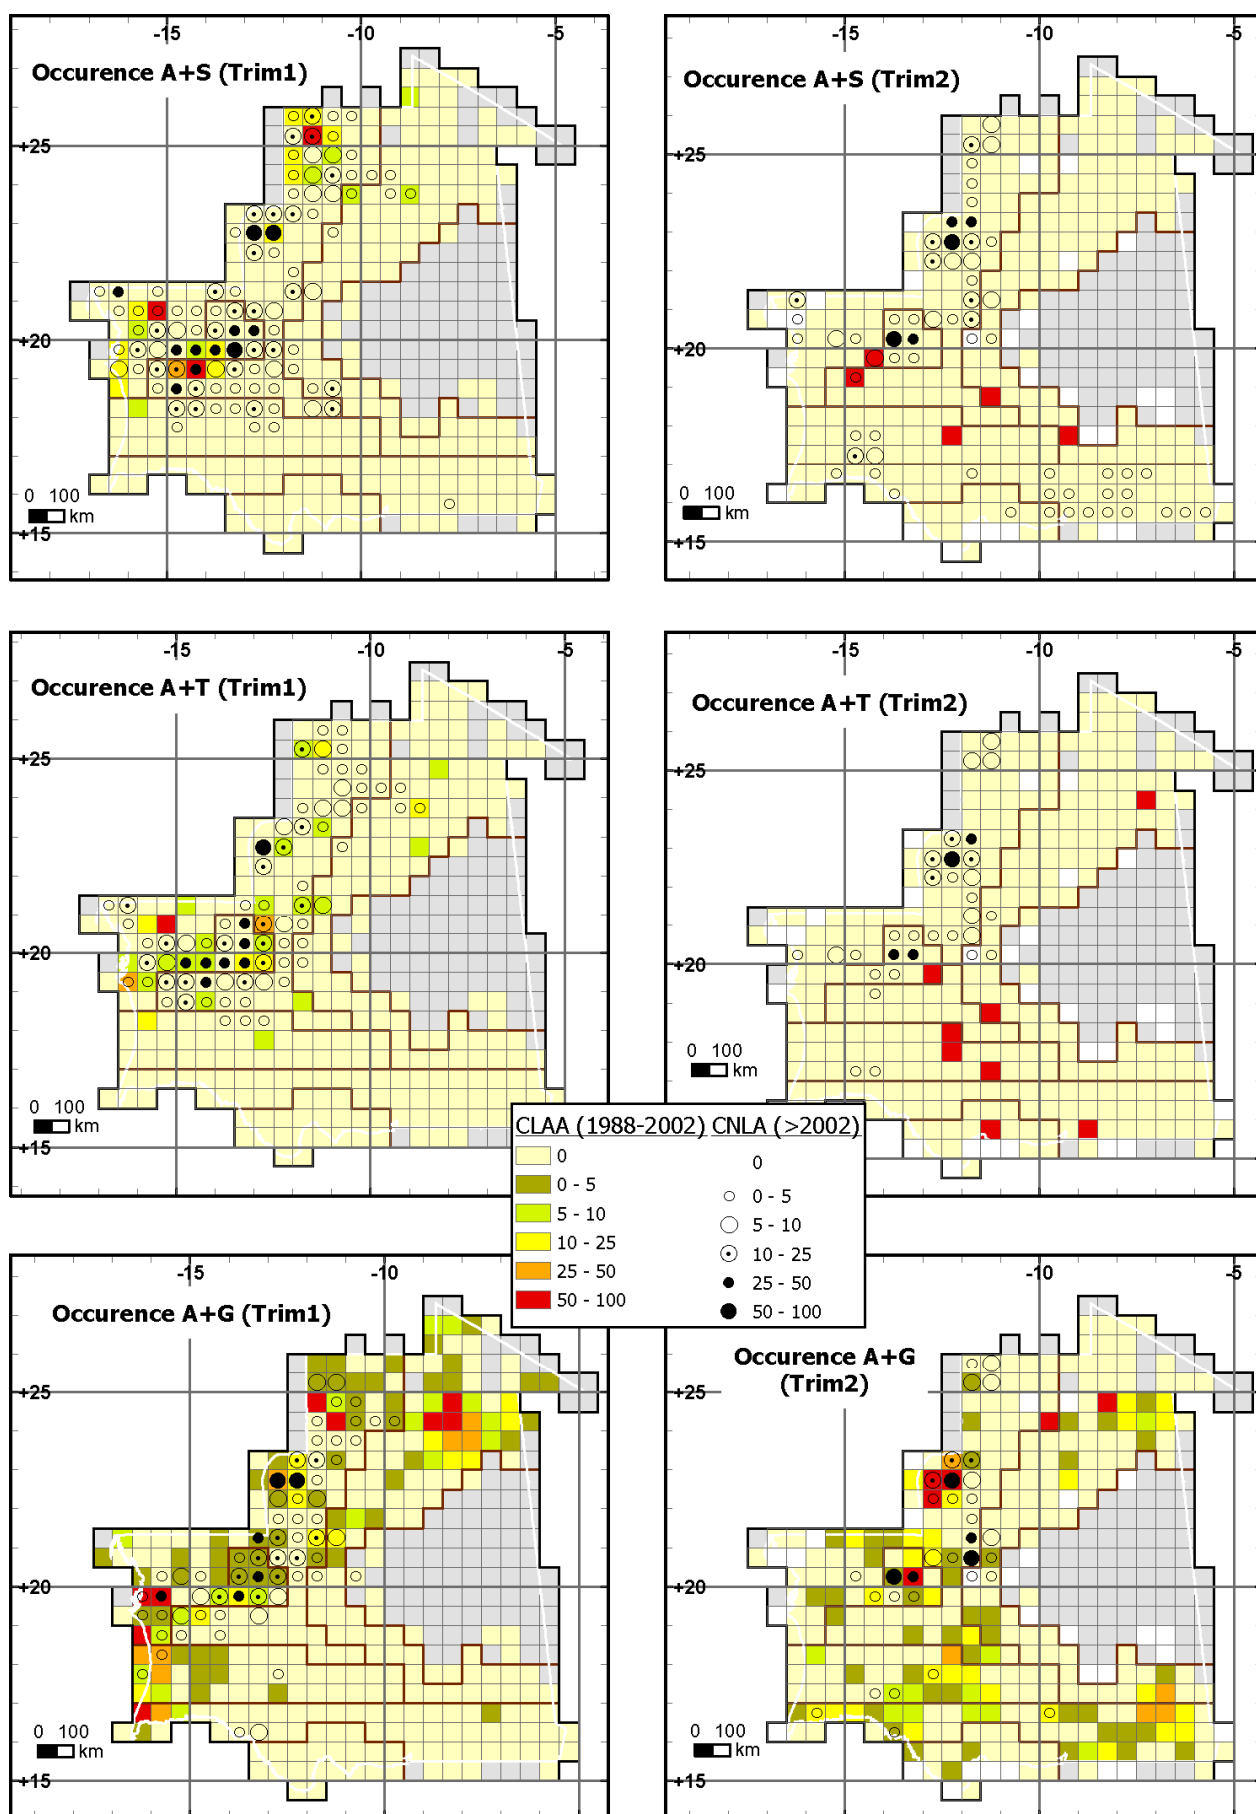 -15 -10 -5
Occurence A+S (Trim1)
+25
+20
0 100
km
+15
-15 -10 -5
Occurence A+S (Trim2)
+25
+20
0 100
km
+15
-15 -10 -5
Occurence A+T (Trim1)
+25
+20
0 100
km
+15
-15 -10 -5
Occurence A+T (Trim2)
+25
+20
0 100
km
+15
CLAA (1988-2002) CNLA (>2002)
0 0
0 - 5 0 - 5
5 - 10 5 - 10
10 - 25 10 - 25
25 - 50 25 - 50
50 - 100 50 - 100
-15 -10 -5
Occurence A+G (Trim1)
+25
+20
0 100
km
+15
-15 -10 -5
Occurence A+G
(Trim2)
+25
+20
0 100
km
+15